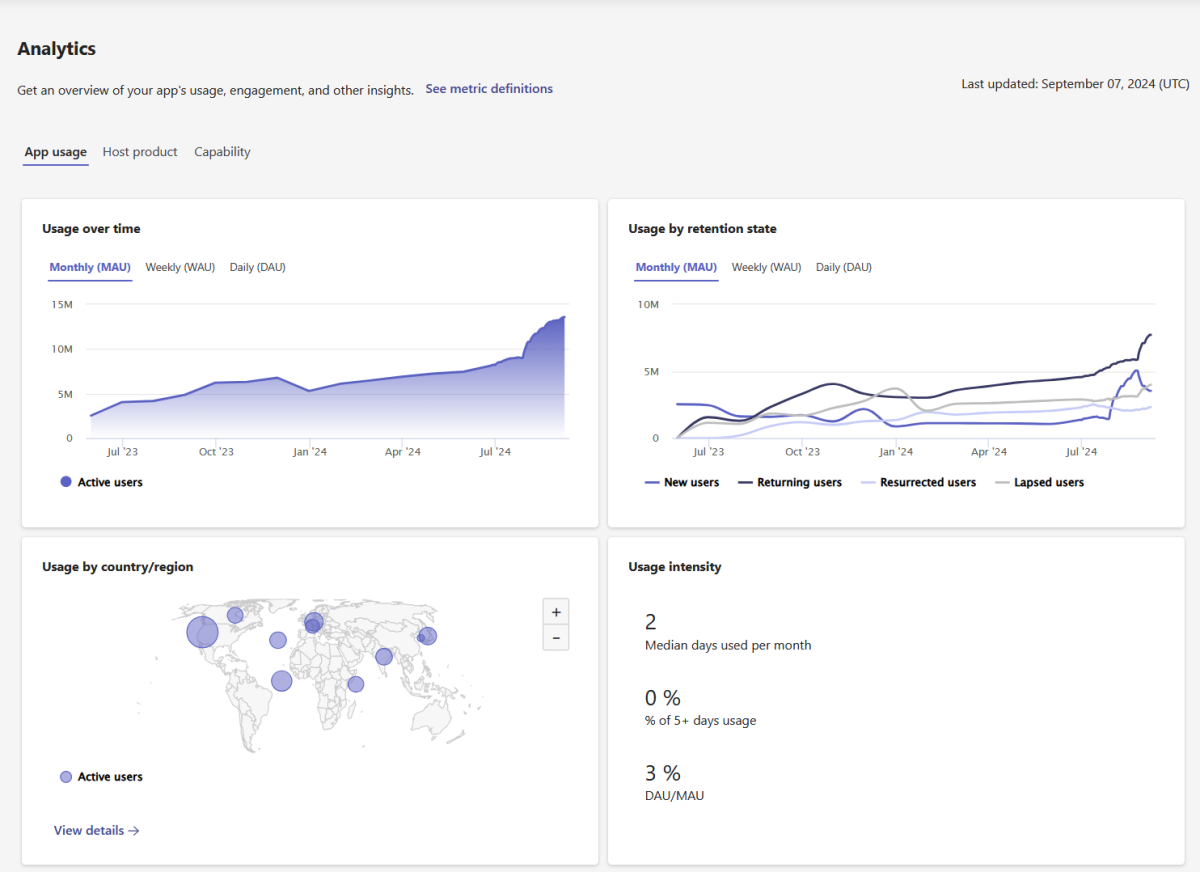 Analytics
Get an overview of your app's usage, engagement, and other insights. See metric definitions
Last updated: September 07, 2024 (UTC)
App usage Host product Capability
Usage over time
Monthly (MAU) Weekly (WAU) Daily (DAU)
15M
10M
5M
0
Jul '23 Oct '23 Jan '24 Apr '24 Jul '24
Active users
Usage by retention state
Monthly (MAU) Weekly (WAU) Daily (DAU)
10M
5M
0
Jul '23 Oct '23 Jan '24 Apr '24 Jul '24
New users Returning users Resurrected users Lapsed users
Usage by country/region
+
−
Active users
View details →
Usage intensity
2
Median days used per month
0 %
% of 5+ days usage
3 %
DAU/MAU